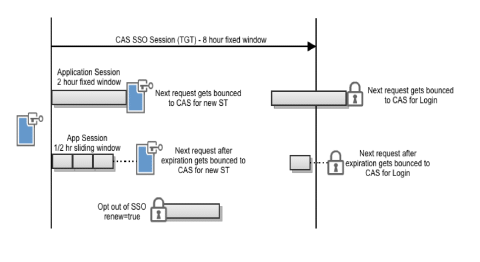 CAS SSO Session (TGT) - 8 hour fixed window
Application Session
2 hour fixed window
Next request gets bounced
to CAS for new ST
Next request gets bounced
to CAS for Login
App Session
1/2 hr sliding window
Next request after
expiration gets bounced to
CAS for new ST
Next request after
expiration gets bounced to
CAS for Login
Opt out of SSO
renew=true